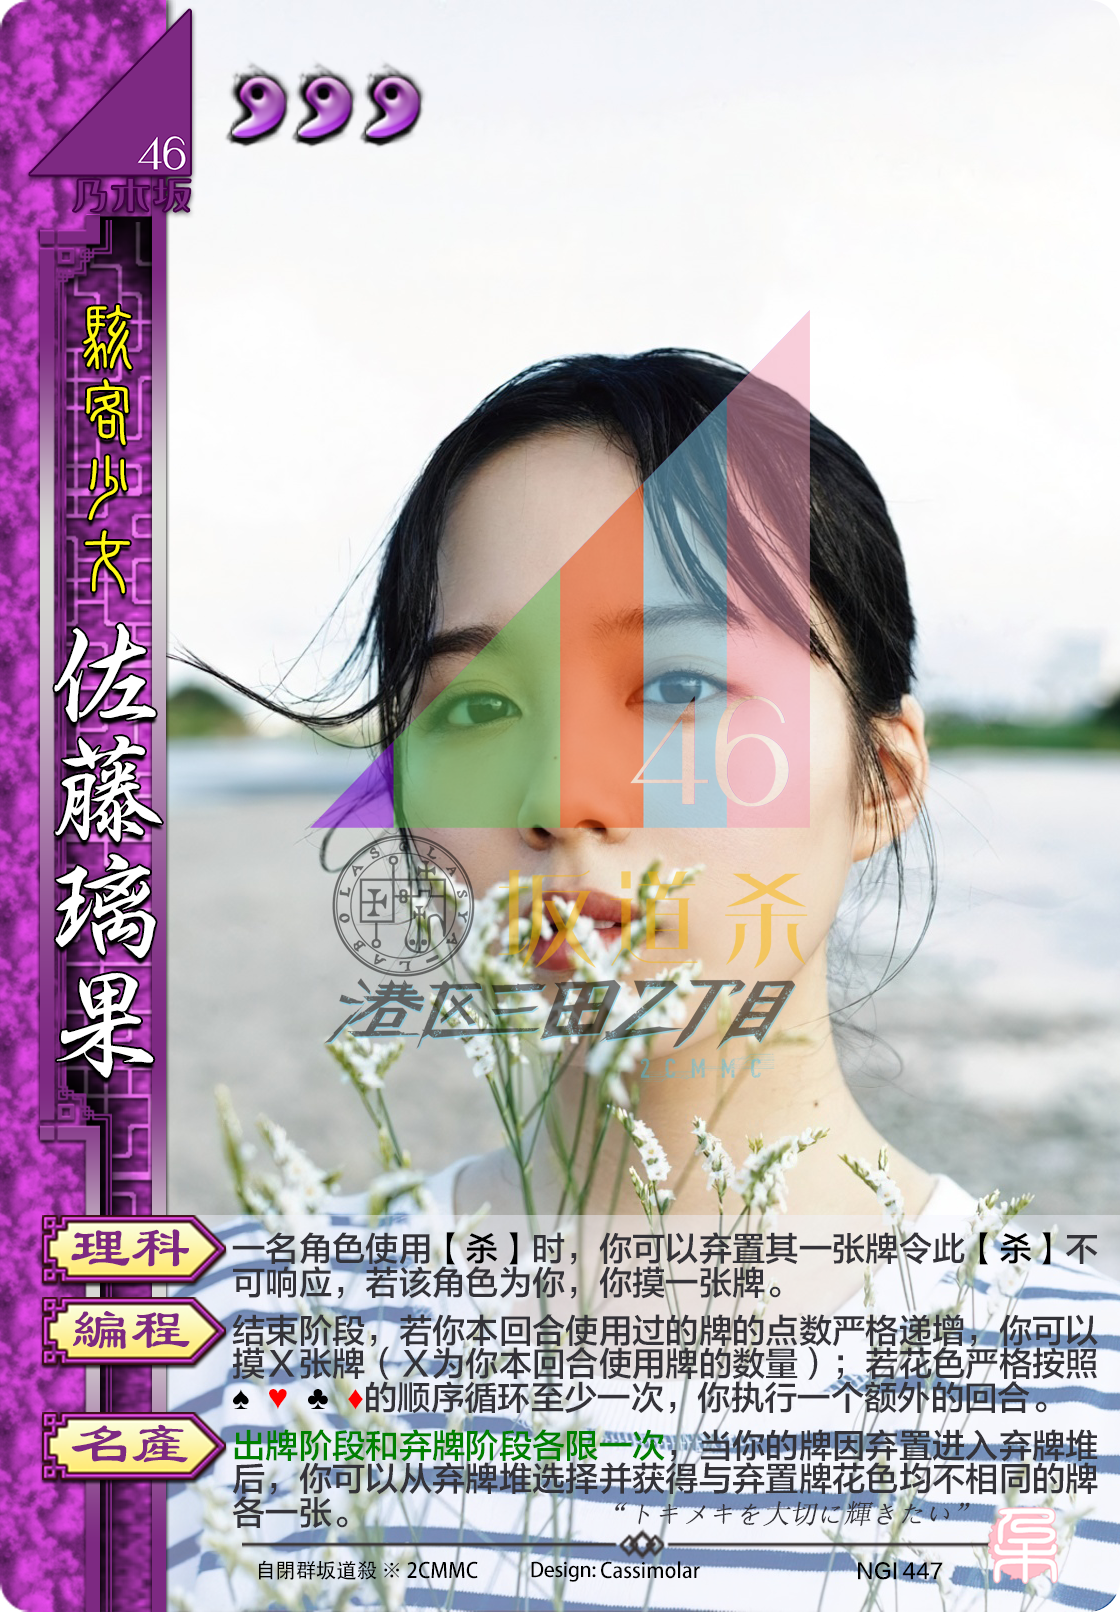 46
乃木坂
駭客少女
佐藤璃果
46
坂道杀
LABOLAS GLASYA
港区三田乙丁目
2CMMC
理科
一名角色使用【杀】时，你可以弃置其一张牌令此【杀】不
可响应，若该角色为你，你摸一张牌。
編程
结束阶段，若你本回合使用过的牌的点数严格递增，你可以
摸X张牌（X为你本回合使用牌的数量）；若花色严格按照
♠ ♥ ♣ ♦的顺序循环至少一次，你执行一个额外的回合。
名產
出牌阶段和弃牌阶段各限一次，当你的牌因弃置进入弃牌堆
后，你可以从弃牌堆选择并获得与弃置牌花色均不相同的牌
各一张。
“トキメキを大切に輝きたい”
自閉群坂道殺 ※ 2CMMC Design: Cassimolar NGI 447